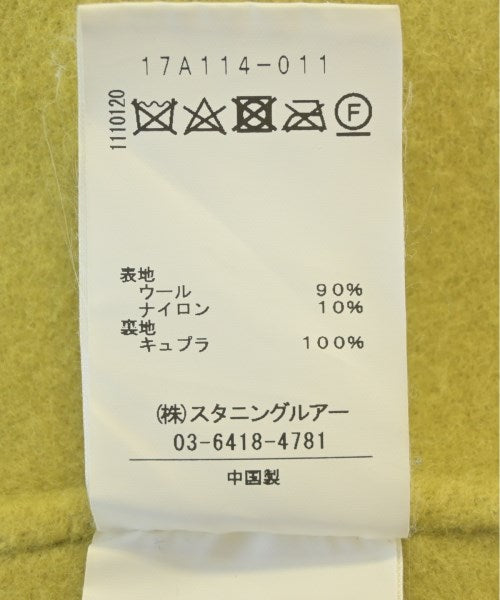 17A114-011
1110120
F
表地
ウール 90%
ナイロン 10%
裏地
キュプラ 100%
(株)スタニングルアー
03-6418-4781
中国製